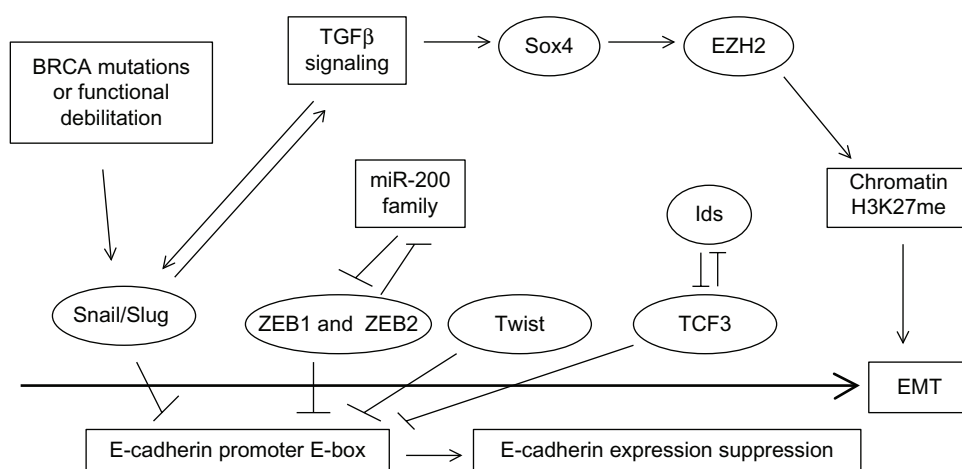 BRCA mutations
or functional
debilitation
TGFβ
signaling
Sox4
EZH2
miR-200
family
Ids
Chromatin
H3K27me
Snail/Slug
ZEB1 and ZEB2
Twist
TCF3
EMT
E-cadherin promoter E-box
E-cadherin expression suppression